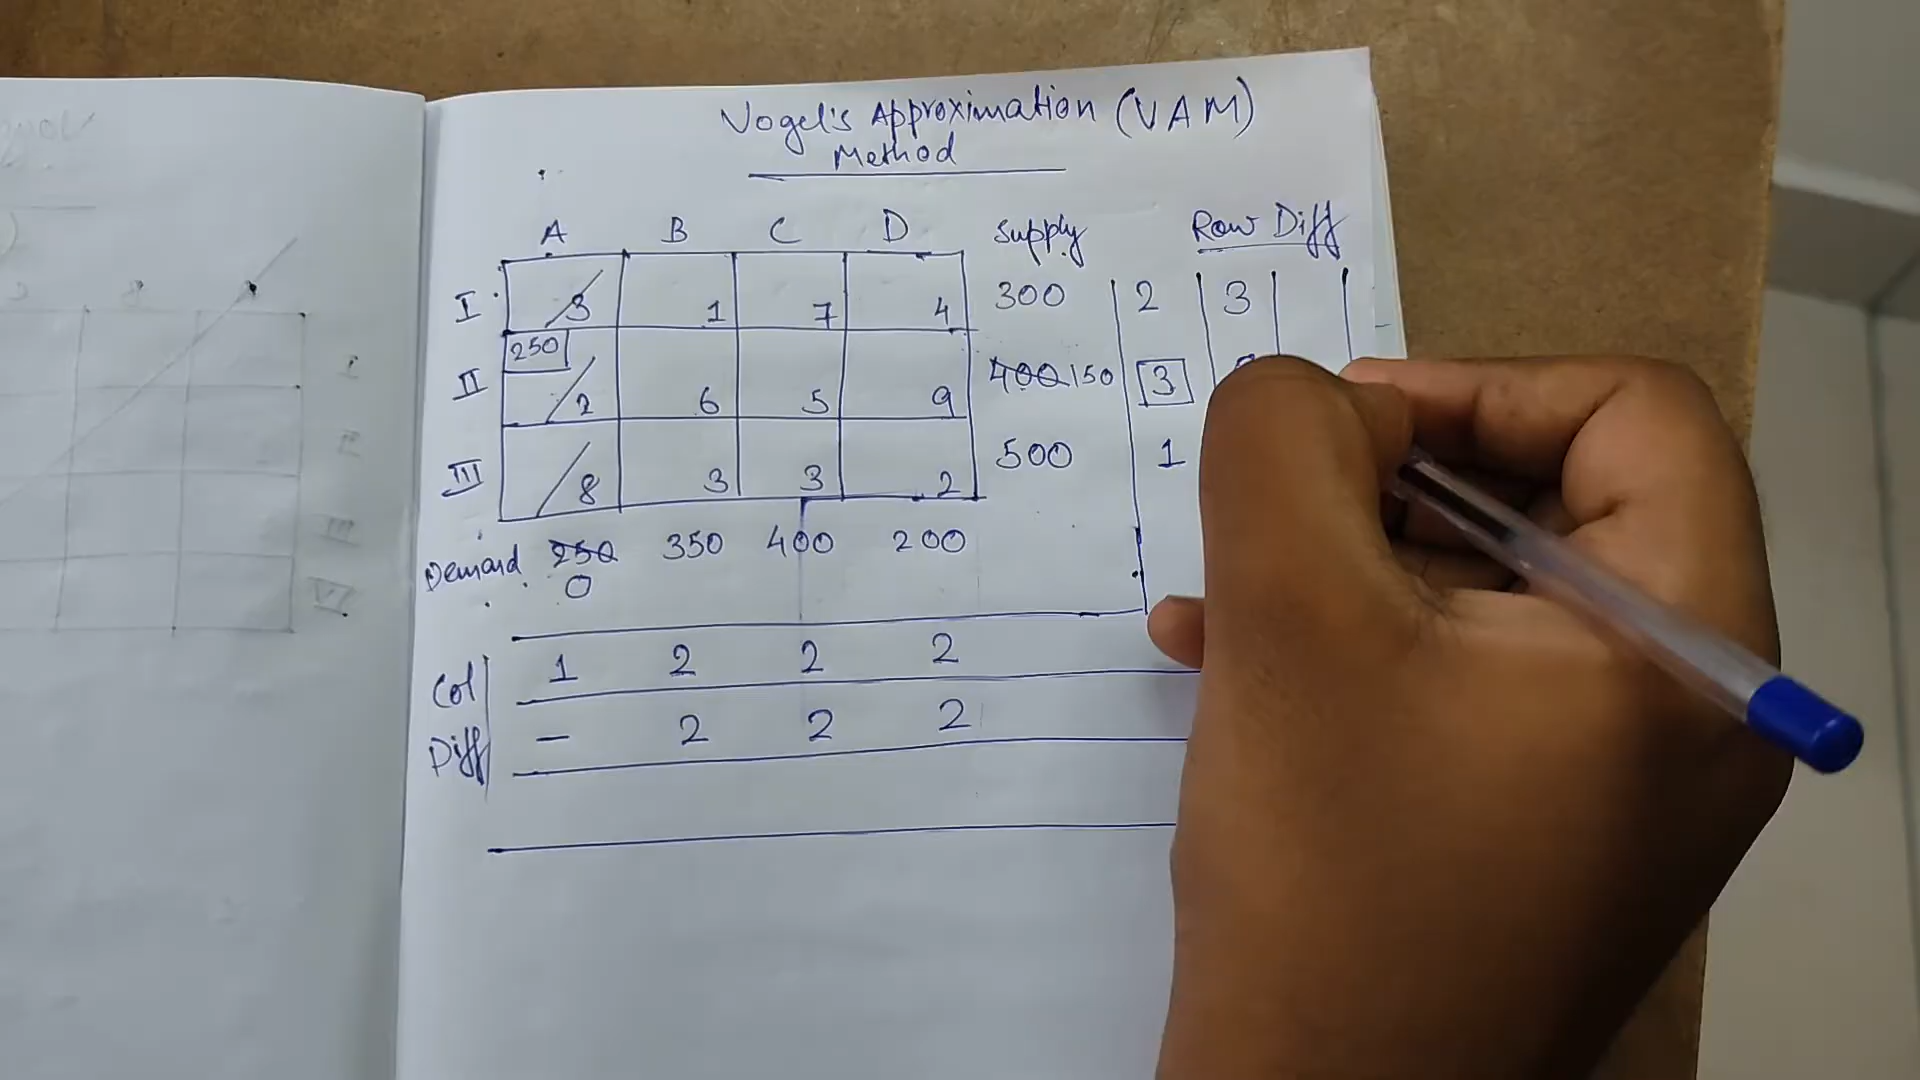 Vogel's Approximation (VAM)
Method
A B C D Supply Row Diff
I 3 1 7 4 300 2 3
250
II 2 6 5 9 400 150 3
III 8 3 3 2 500 1
Demand 250 350 400 200
0
Col 1 2 2 2
Diff - 2 2 2